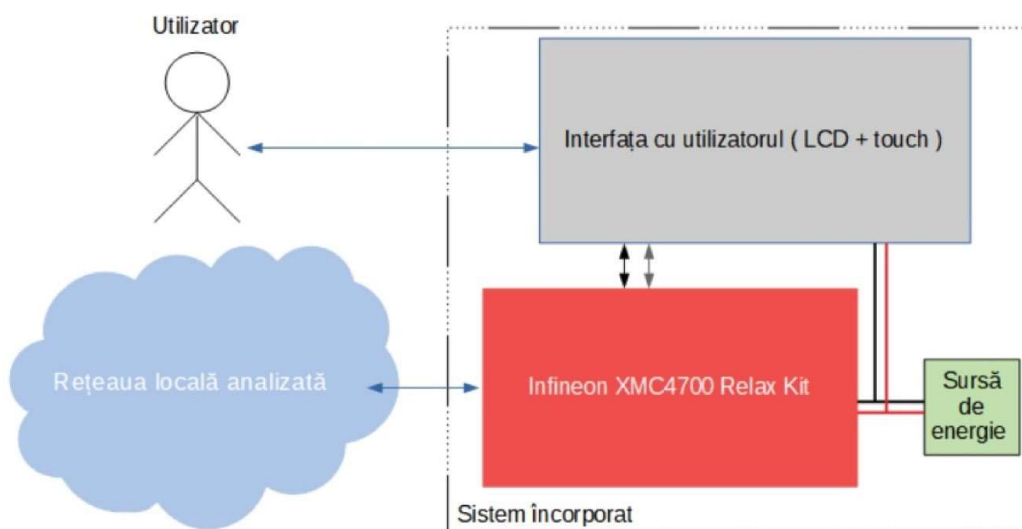 Utilizator
Interfața cu utilizatorul ( LCD + touch )
Rețeaua locală analizată
Infineon XMC4700 Relax Kit
Sursă
de
energie
Sistem încorporat